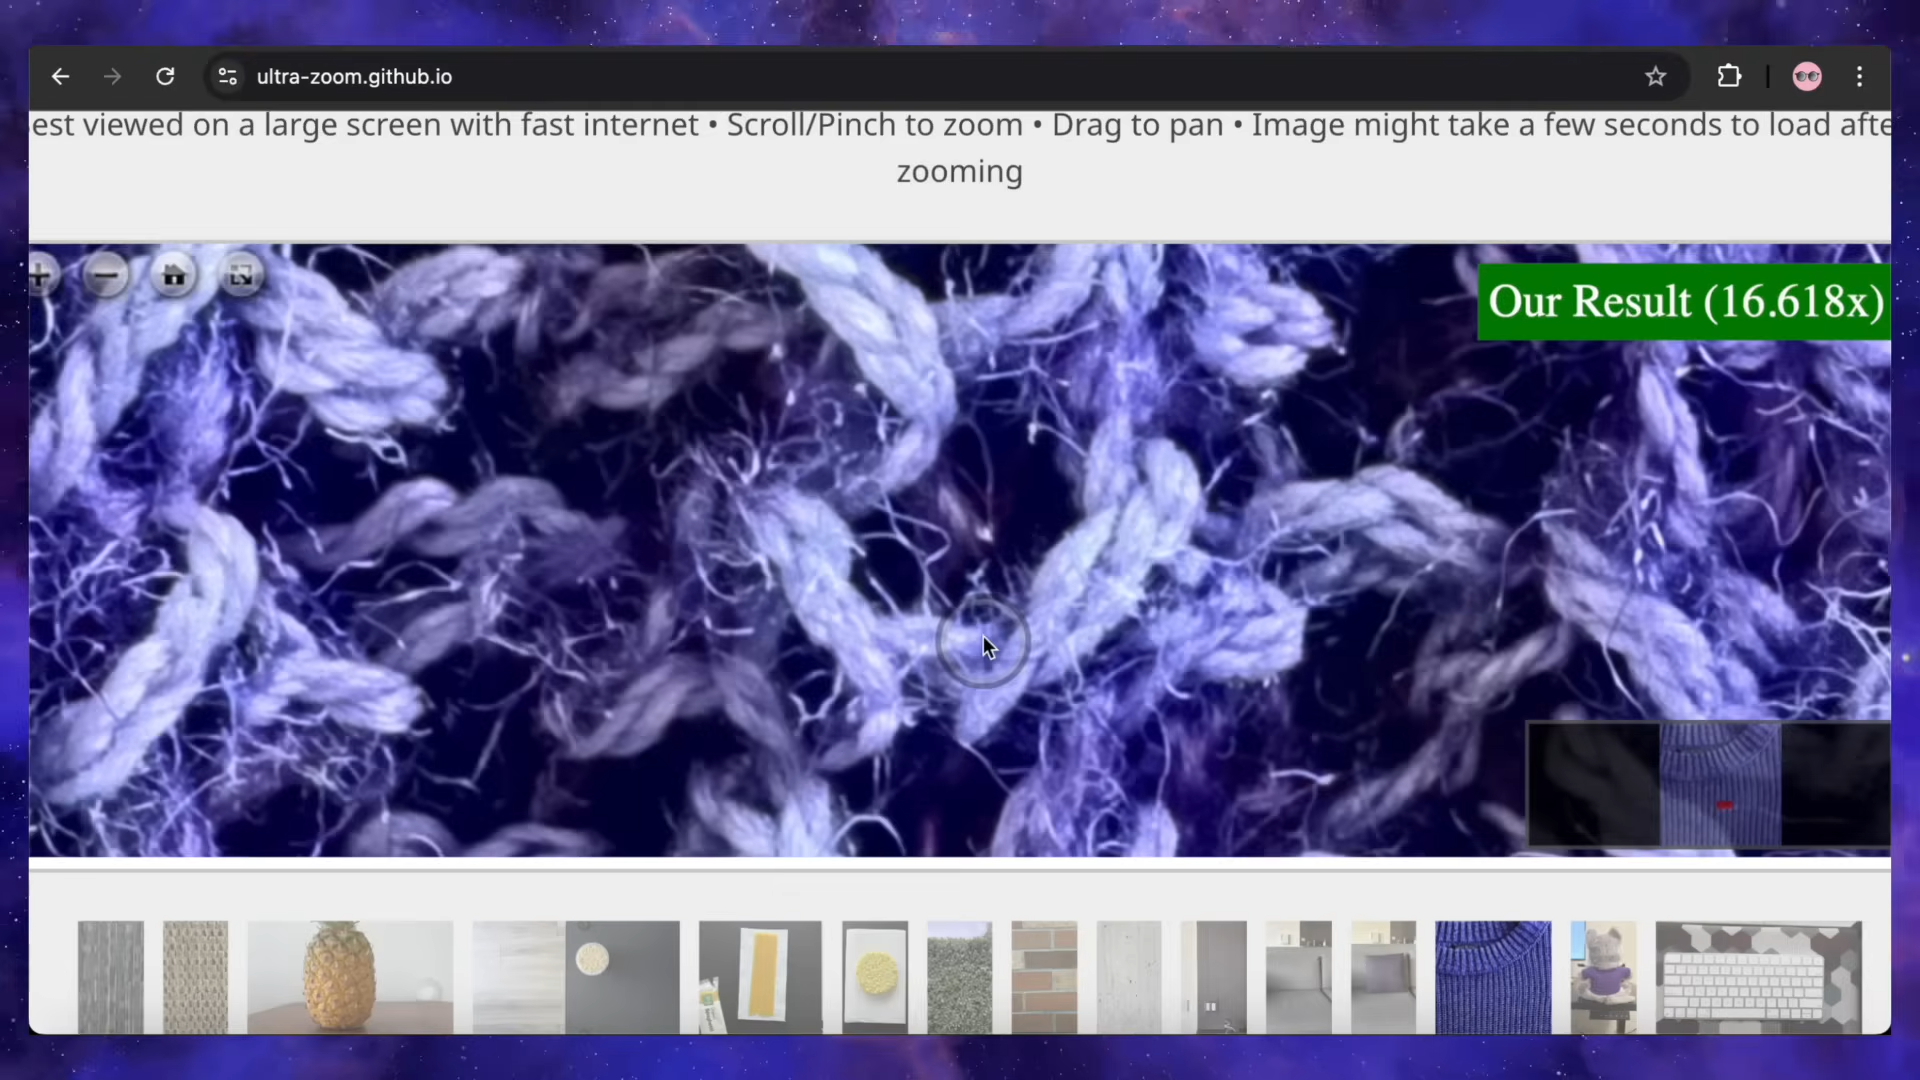 ultra-zoom.github.io
est viewed on a large screen with fast internet • Scroll/Pinch to zoom • Drag to pan • Image might take a few seconds to load afte
zooming
Our Result (16.618x)